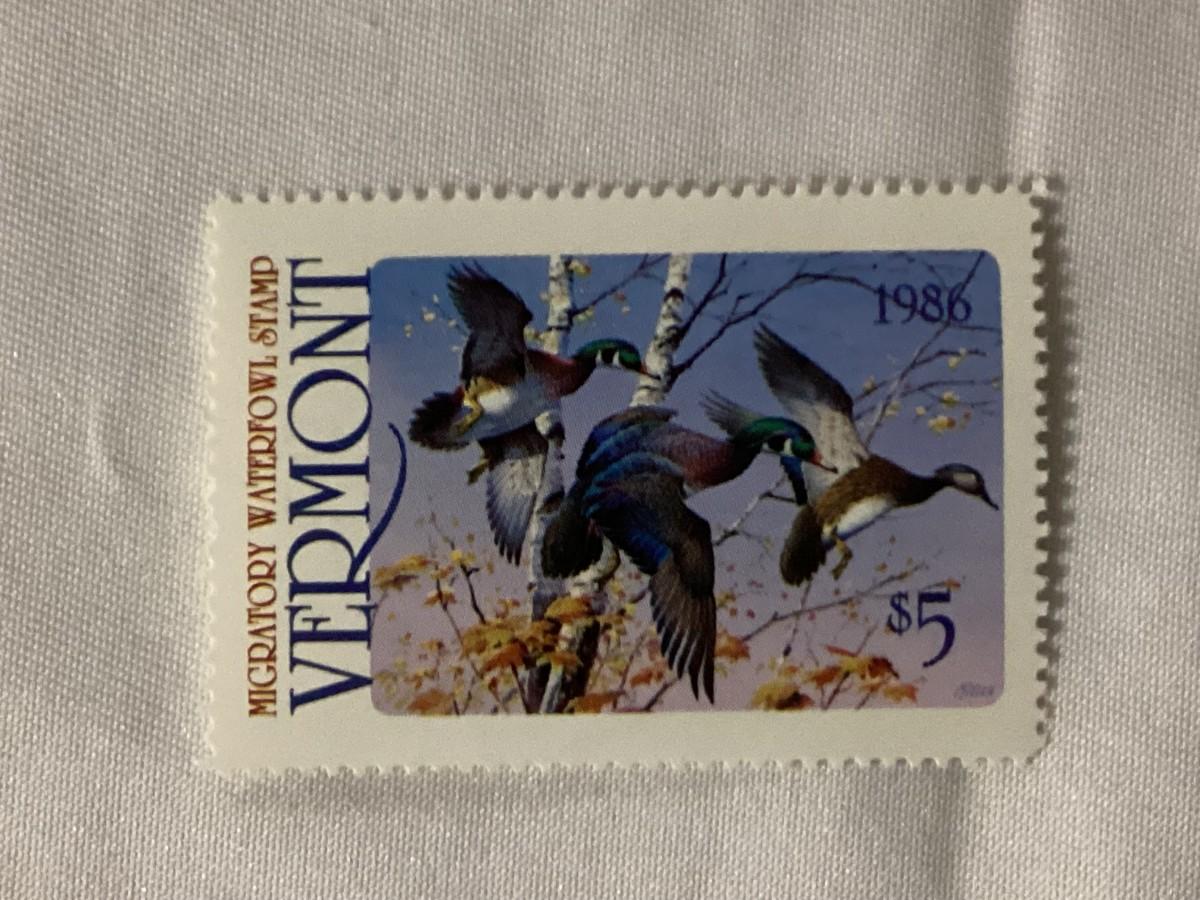 MIGRATORY WATERFOWL STAMP
VERMONT
1986
$5